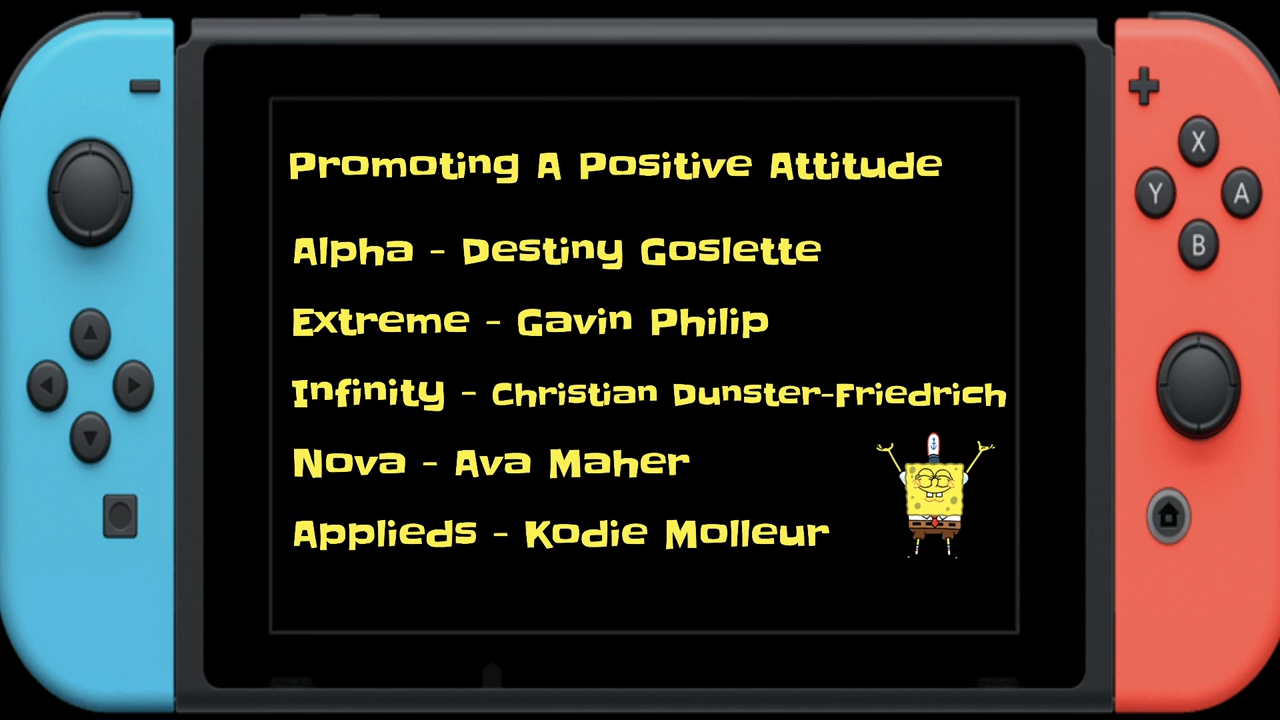 Promoting A Positive Attitude
Alpha - Destiny Goslette
Extreme - Gavin Philip
Infinity - Christian Dunster-Friedrich
Nova - Ava Maher
Applieds - Kodie Molleur
X
Y A
B